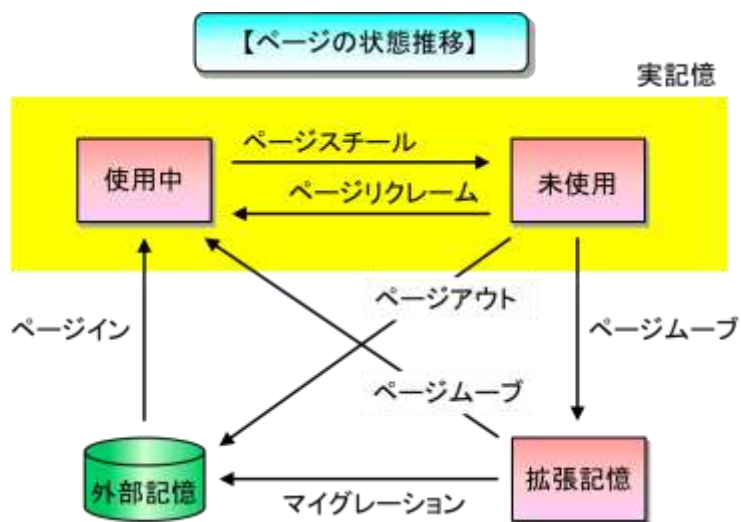 【ページの状態推移】
実記憶
使用中
ページスチール
未使用
ページリクレーム
ページアウト
ページイン
ページムーブ
ページムーブ
外部記憶
マイグレーション
拡張記憶